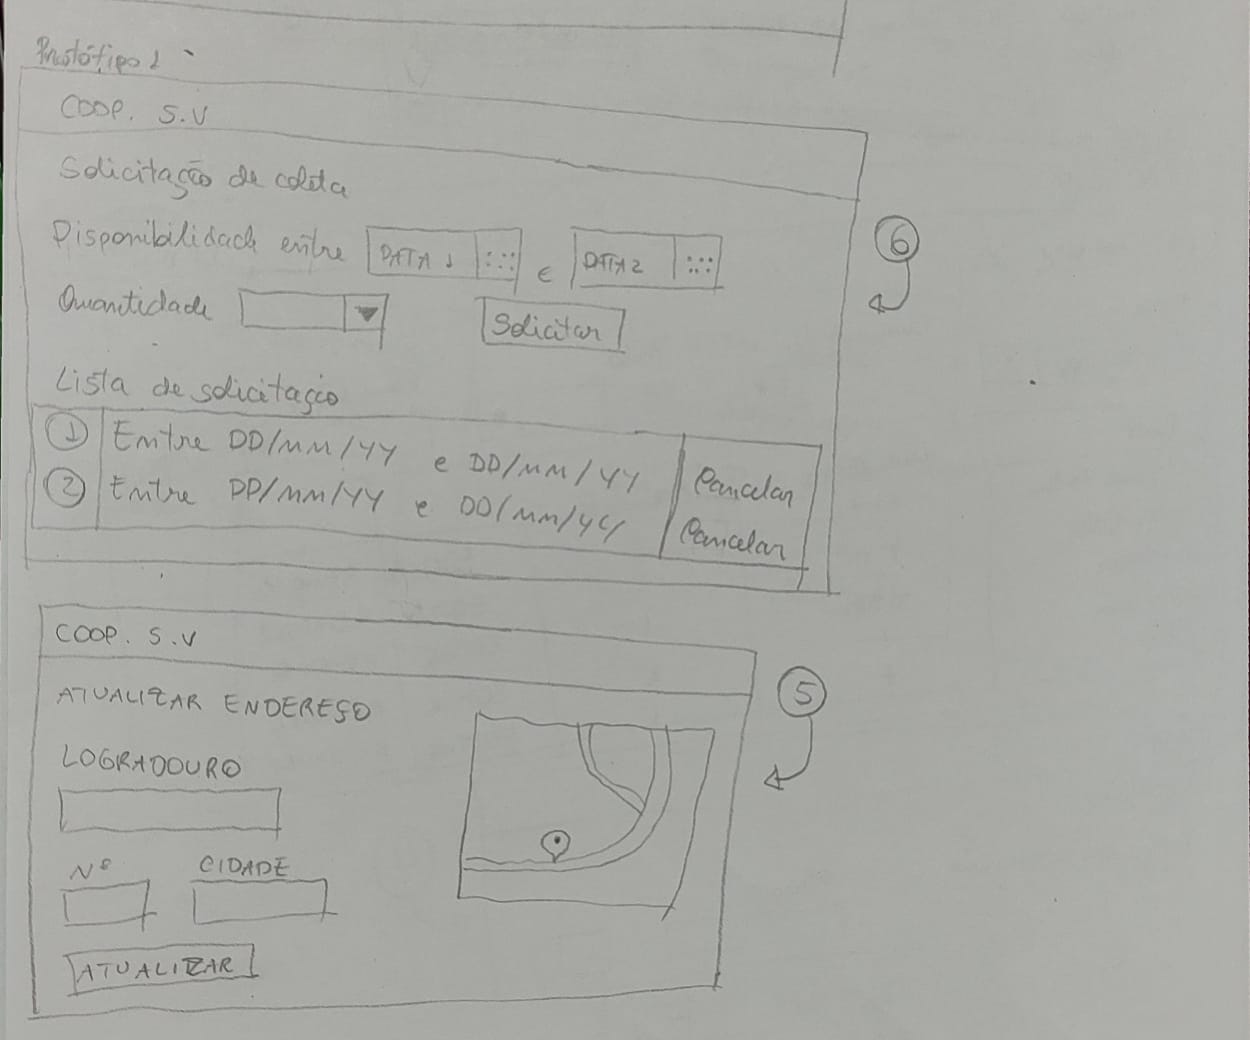 Protótipo 1
COOP. S.V
Solicitação de coleta
Disponibilidade entre DATA 1 e DATA 2
Quantidade Solicitar
Lista de solicitação
1 Entre DD/MM/YY e DD/MM/YY Cancelar
2 Entre DD/MM/YY e DD/MM/YY Cancelar
6
COOP. S.V
ATUALIZAR ENDEREÇO
LOGRADOURO
Nº CIDADE
ATUALIZAR
5